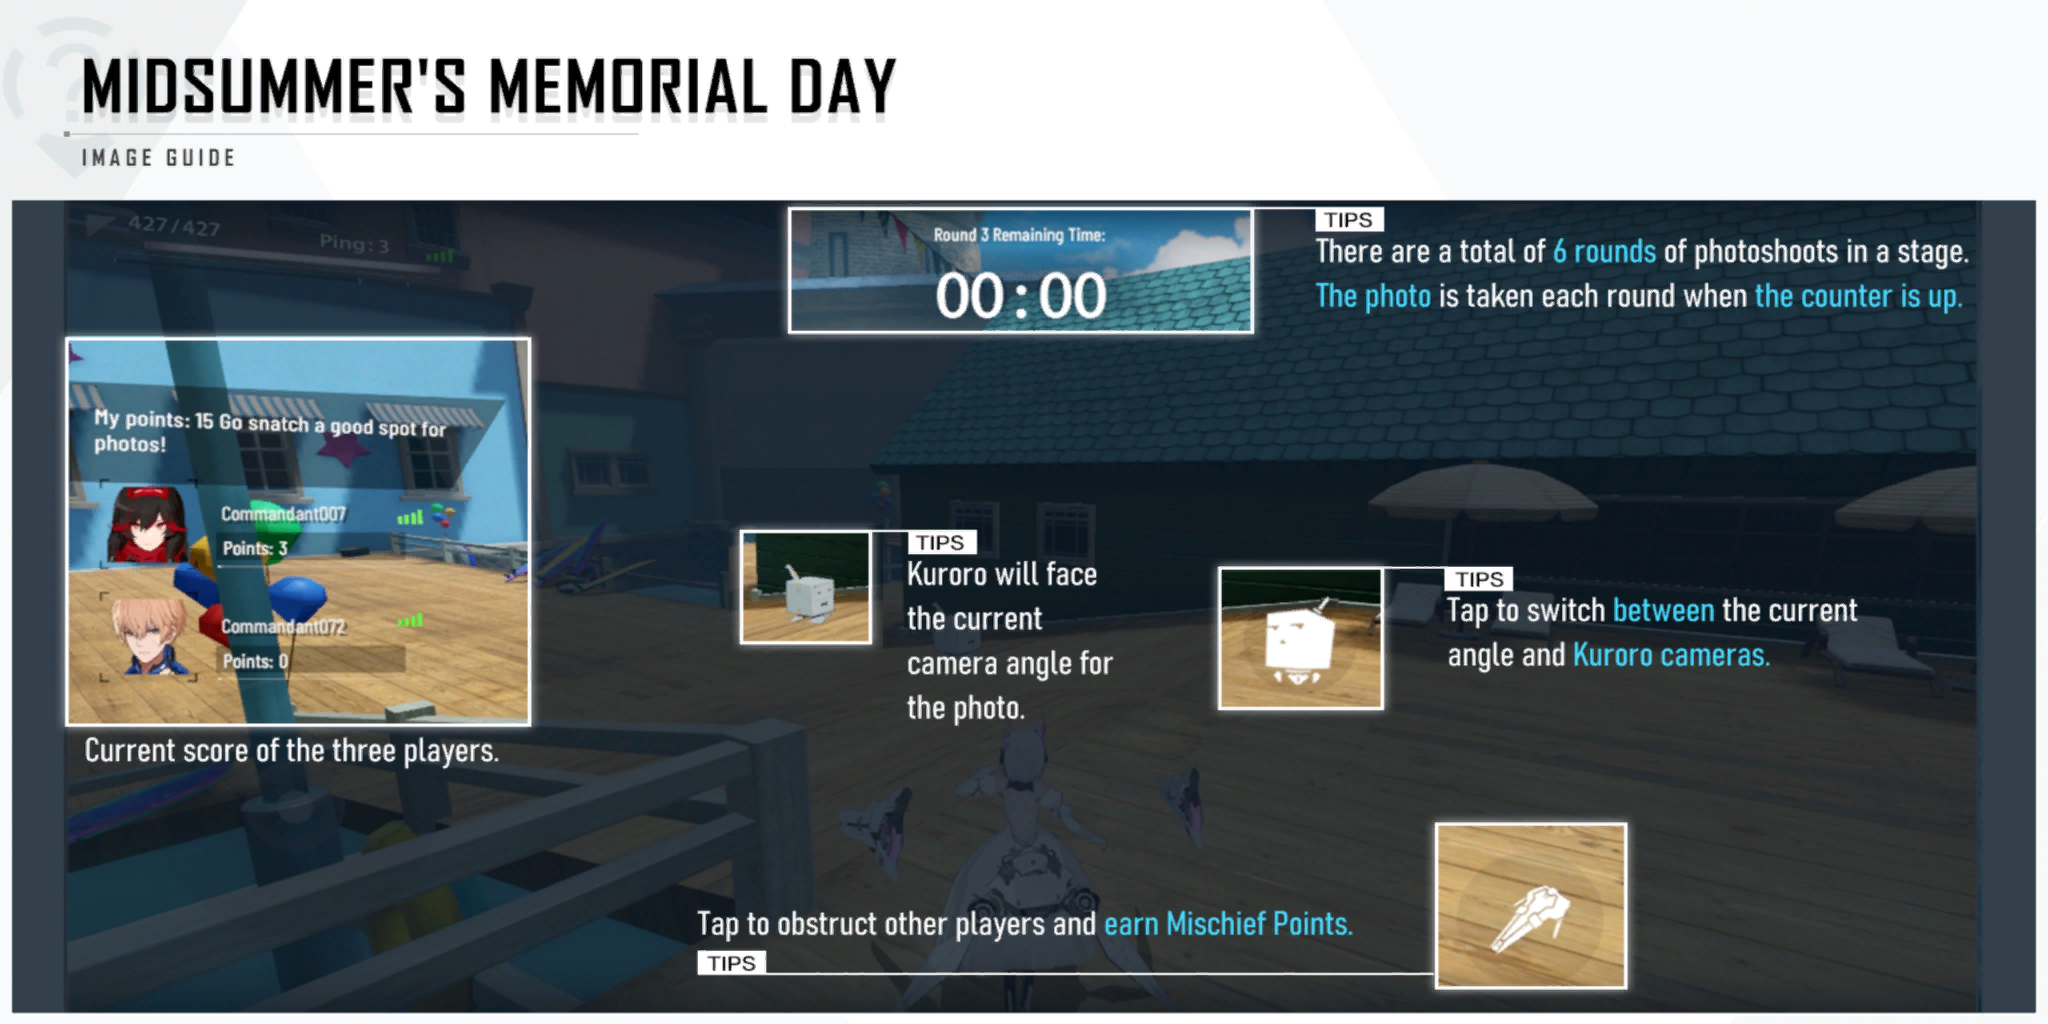 MIDSUMMER'S MEMORIAL DAY
IMAGE GUIDE
427/427
Ping: 3
Round 3 Remaining Time:
00:00
TIPS
There are a total of 6 rounds of photoshoots in a stage.
The photo is taken each round when the counter is up.
My points: 15 Go snatch a good spot for
photos!
Commandant007
Points: 3
Commandant072
Points: 0
Current score of the three players.
TIPS
Kuroro will face
the current
camera angle for
the photo.
TIPS
Tap to switch between the current
angle and Kuroro cameras.
Tap to obstruct other players and earn Mischief Points.
TIPS